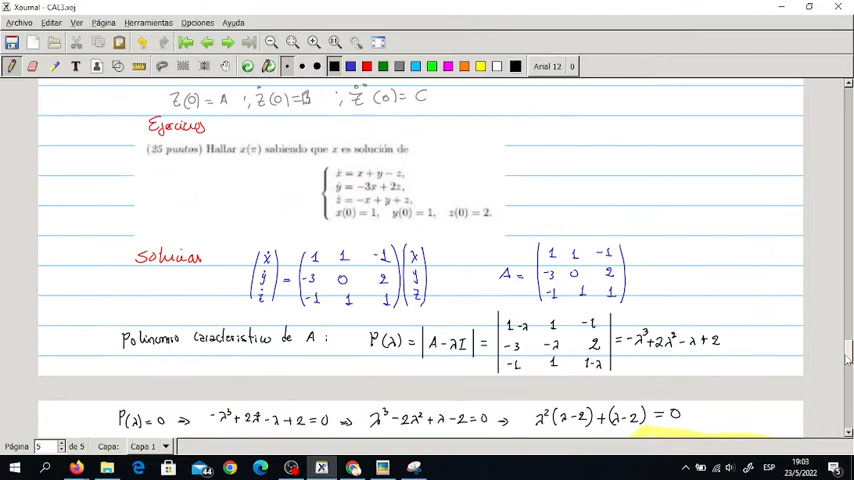 Xournal - CAL3.xoj
Archivo Editar Ver Página Herramientas Opciones Ayuda
Arial 12 0
Z(0)=A ; Ż(0)=B ; Z̈(0)=C
Ejercicios
(25 puntos) Hallar x(π) sabiendo que x es solución de
ẋ = x + y − z,
ẏ = −3x + 2z,
ż = −x + y + z,
x(0) = 1, y(0) = 1, z(0) = 2.
Solucion
(ẋ ẏ ż) = (1 1 -1 / -3 0 2 / -1 1 1)(x y z) A = (1 1 -1 / -3 0 2 / -1 1 1)
Polinomio caracteristico de A: P(λ) = |A-λI| = |1-λ 1 -1 / -3 -λ 2 / -1 1 1-λ| = -λ³+2λ²-λ+2
P(λ)=0 ⇒ -λ³+2λ²-λ+2=0 ⇒ λ³-2λ²+λ-2=0 ⇒ λ²(λ-2)+(λ-2)=0
Página 5 de 5 Capa: Capa 1
44
ESP
19:03
23/5/2022